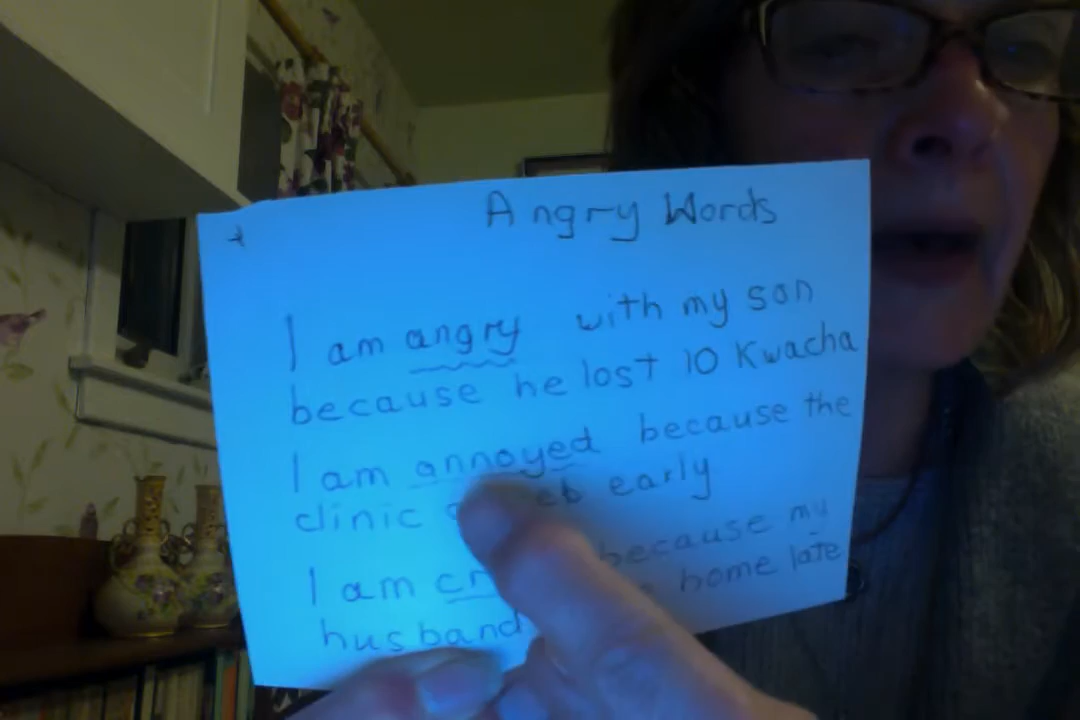 Angry Words
I am angry with my son
because he lost 10 Kwacha
I am annoyed because the
clinic early
I am because my
husband home late